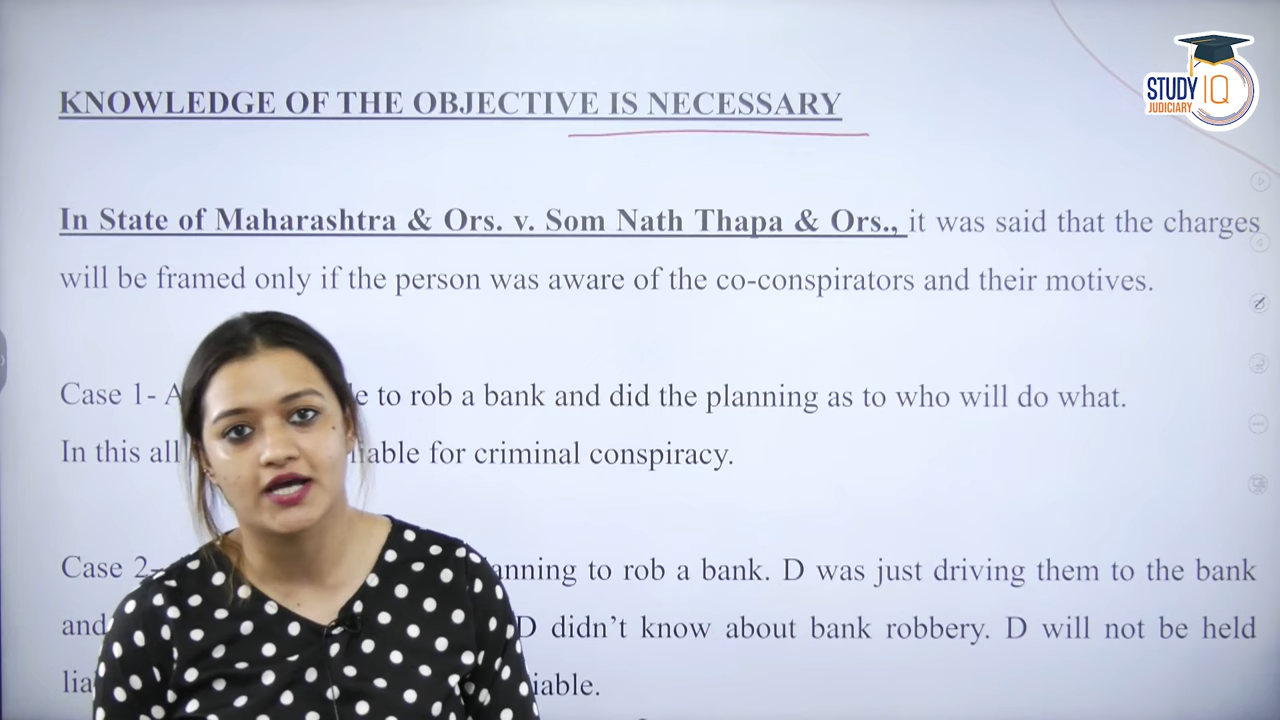 STUDY IQ
JUDICIARY
KNOWLEDGE OF THE OBJECTIVE IS NECESSARY
In State of Maharashtra & Ors. v. Som Nath Thapa & Ors., it was said that the charges
will be framed only if the person was aware of the co-conspirators and their motives.
Case 1- A e to rob a bank and did the planning as to who will do what.
In this all liable for criminal conspiracy.
Case 2- anning to rob a bank. D was just driving them to the bank
and D didn’t know about bank robbery. D will not be held
lia iable.